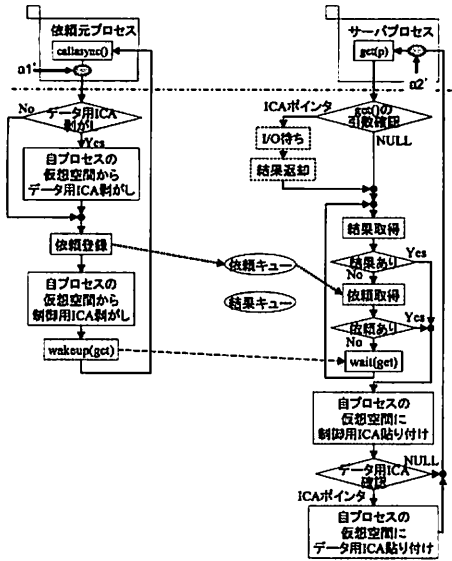 依頼元プロセス
callasync()
a1'
No
データ用ICA
剥がし
Yes
自プロセスの
仮想空間から
データ用ICA剥がし
依頼登録
自プロセスの
仮想空間から
制御用ICA剥がし
wakeup(get)
依頼キュー
結果キュー
サーバプロセス
get(p)
a2'
ICAポインタ
get()の
引数確認
NULL
I/O待ち
結果返却
結果取得
結果あり
Yes
No
依頼取得
依頼あり
Yes
No
wait(get)
自プロセスの
仮想空間に
制御用ICA貼り付け
データ用ICA
確認
NULL
ICAポインタ
自プロセスの
仮想空間に
データ用ICA貼り付け